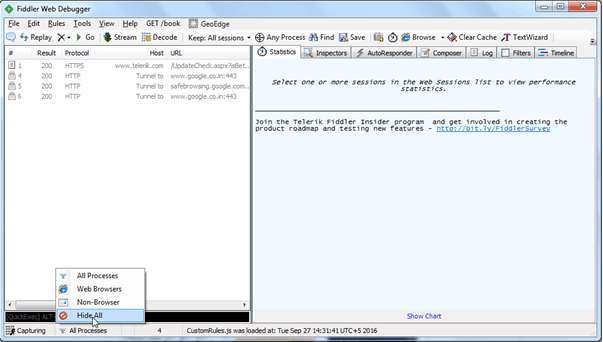 Fiddler Web Debugger
File Edit Rules Tools View Help GET /book GeoEdge
Replay Go Stream Decode Keep: All sessions Any Process Find Save Browse Clear Cache TextWizard
# Result Protocol Host URL
1 200 HTTPS www.telerik.com /UpdateCheck.aspx?isBet...
4 200 HTTP Tunnel to www.google.co.in:443
5 200 HTTP Tunnel to safebrowsing.google.com...
6 200 HTTP Tunnel to www.google.co.in:443
Statistics Inspectors AutoResponder Composer Log Filters Timeline
Select one or more sessions in the Web Sessions list to view performance
statistics.
Join the Telerik Fiddler Insider program and get involved in creating the
product roadmap and testing new features - http://bit.ly/FiddlerSurvey
All Processes
Web Browsers
Non-Browser
Hide All
[QuickExec] ALT+
Show Chart
Capturing All Processes 4 CustomRules.js was loaded at: Tue Sep 27 14:31:41 UTC+5 2016